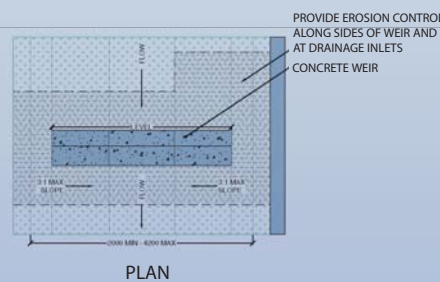 PROVIDE EROSION CONTROL
ALONG SIDES OF WEIR AND
AT DRAINAGE INLETS
CONCRETE WEIR
FLOW
LEVEL
3:1 MAX
SLOPE
FLOW
3:1 MAX
SLOPE
2000 MIN - 6200 MAX
PLAN